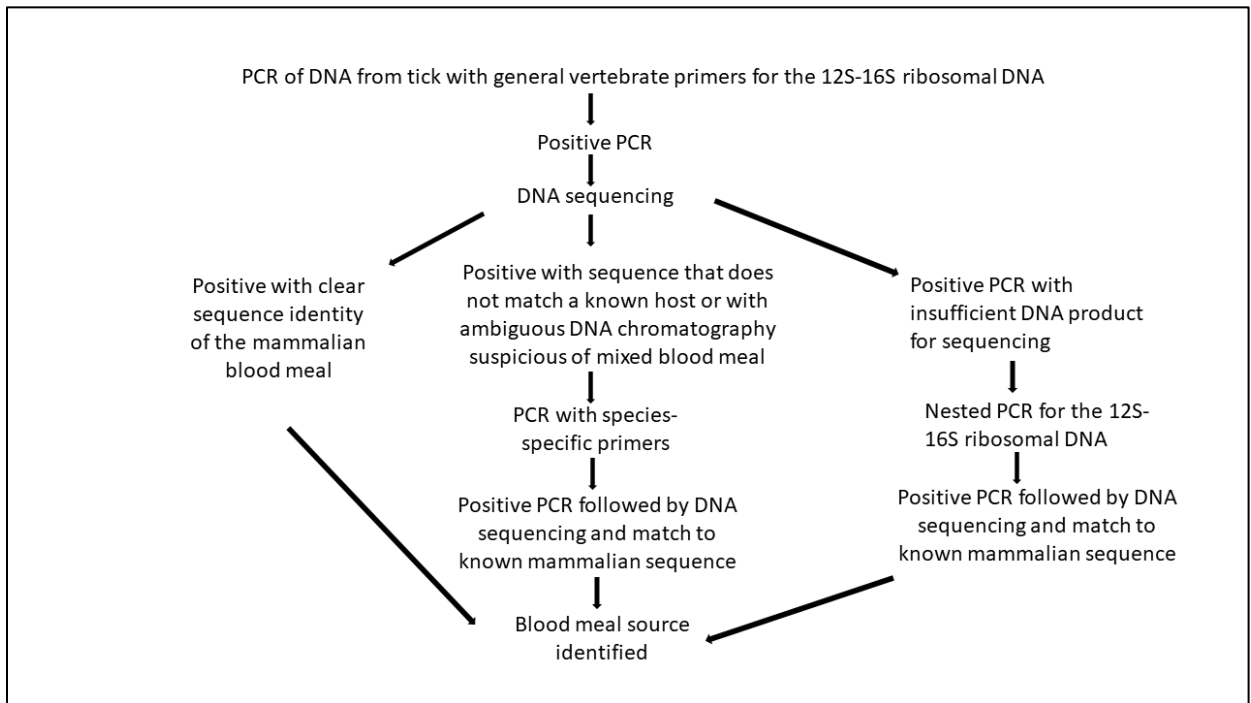 PCR of DNA from tick with general vertebrate primers for the 12S-16S ribosomal DNA
Positive PCR
DNA sequencing
Positive with clear
sequence identity
of the mammalian
blood meal
Positive with sequence that does
not match a known host or with
ambiguous DNA chromatography
suspicious of mixed blood meal
PCR with species-
specific primers
Positive PCR followed by DNA
sequencing and match to
known mammalian sequence
Positive PCR with
insufficient DNA product
for sequencing
Nested PCR for the 12S-
16S ribosomal DNA
Positive PCR followed by DNA
sequencing and match to
known mammalian sequence
Blood meal source
identified